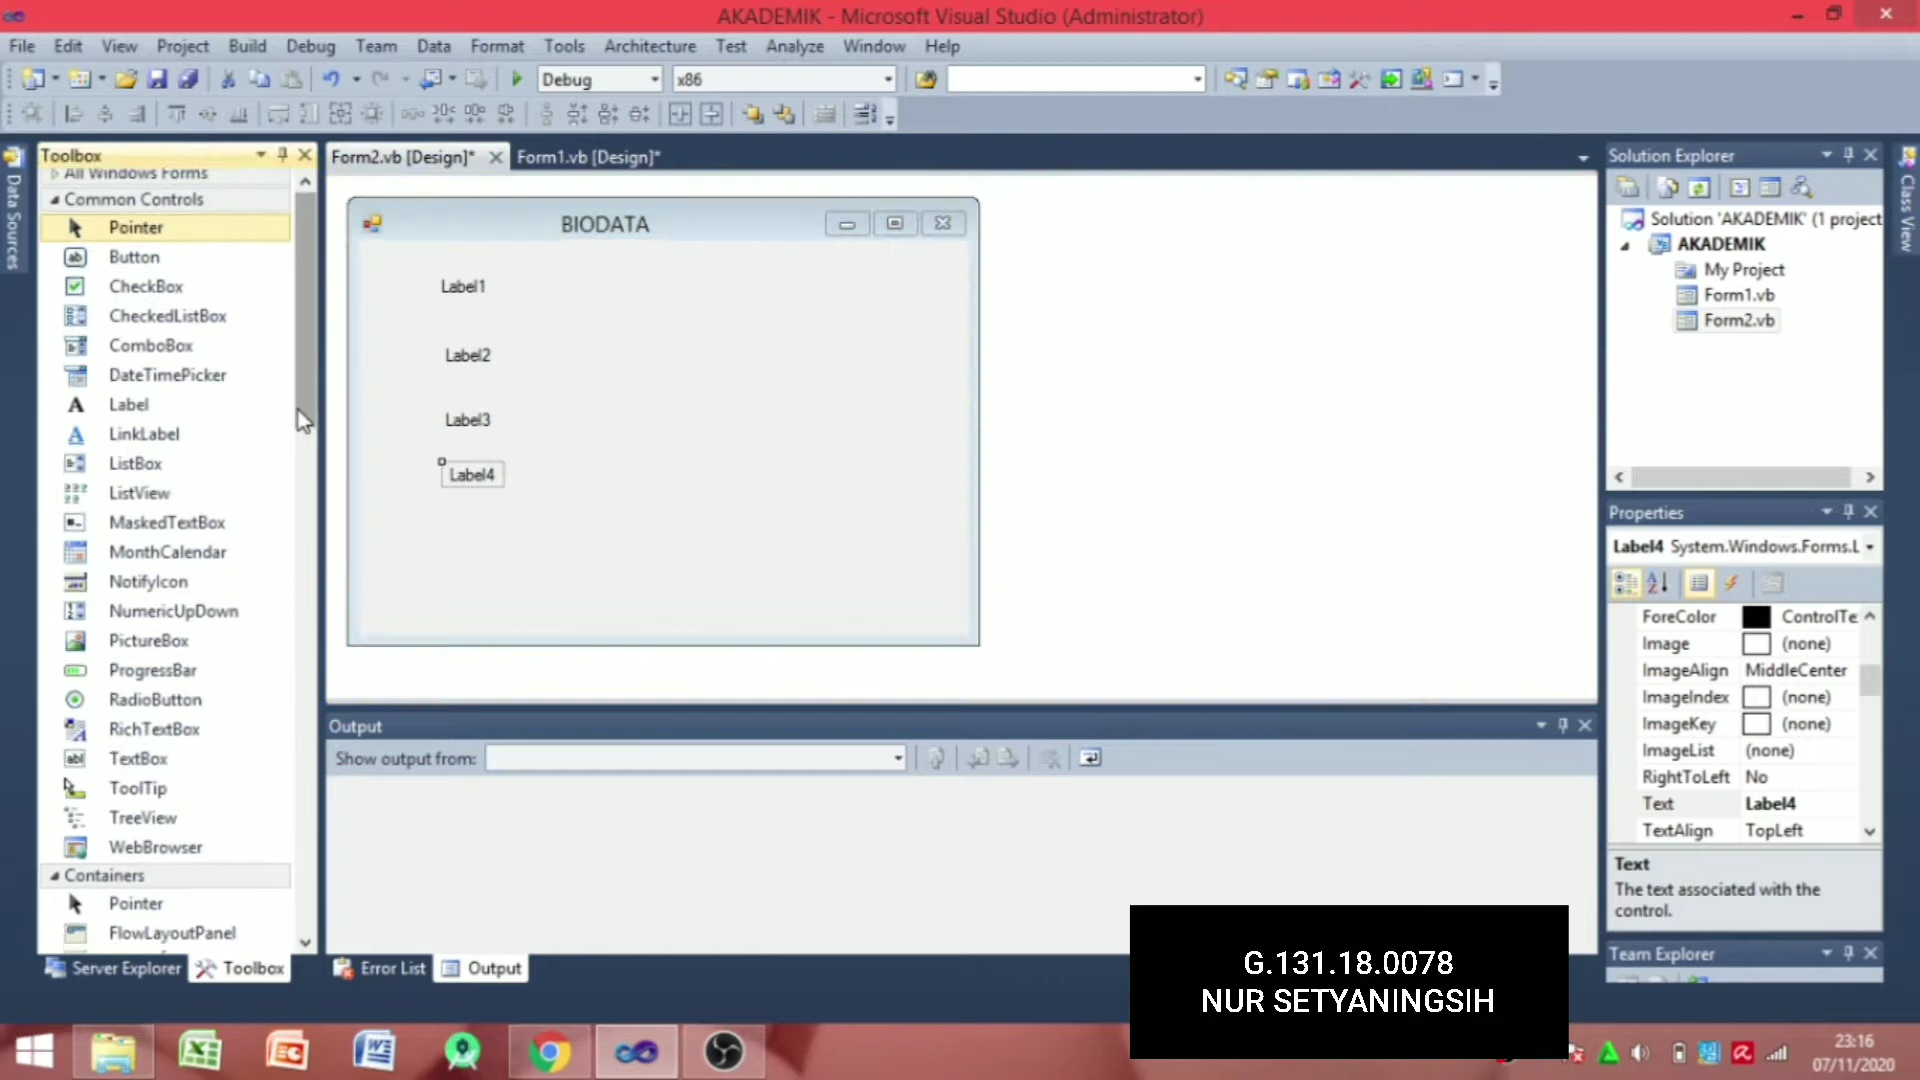 AKADEMIK - Microsoft Visual Studio (Administrator)
File Edit View Project Build Debug Team Data Format Tools Architecture Test Analyze Window Help
Debug x86
Data Sources
Toolbox
All Windows Forms
Common Controls
Pointer
Button
CheckBox
CheckedListBox
ComboBox
DateTimePicker
Label
LinkLabel
ListBox
ListView
MaskedTextBox
MonthCalendar
NotifyIcon
NumericUpDown
PictureBox
ProgressBar
RadioButton
RichTextBox
TextBox
ToolTip
TreeView
WebBrowser
Containers
Pointer
FlowLayoutPanel
Server Explorer Toolbox
Form2.vb [Design]* Form1.vb [Design]*
BIODATA
Label1
Label2
Label3
Label4
Output
Show output from:
Error List Output
Solution Explorer
Solution 'AKADEMIK' (1 project
AKADEMIK
My Project
Form1.vb
Form2.vb
Class View
Properties
Label4 System.Windows.Forms.L
ForeColor ControlTe
Image (none)
ImageAlign MiddleCenter
ImageIndex (none)
ImageKey (none)
ImageList (none)
RightToLeft No
Text Label4
TextAlign TopLeft
Text
The text associated with the
control.
Team Explorer
G.131.18.0078
NUR SETYANINGSIH
23:16
07/11/2020